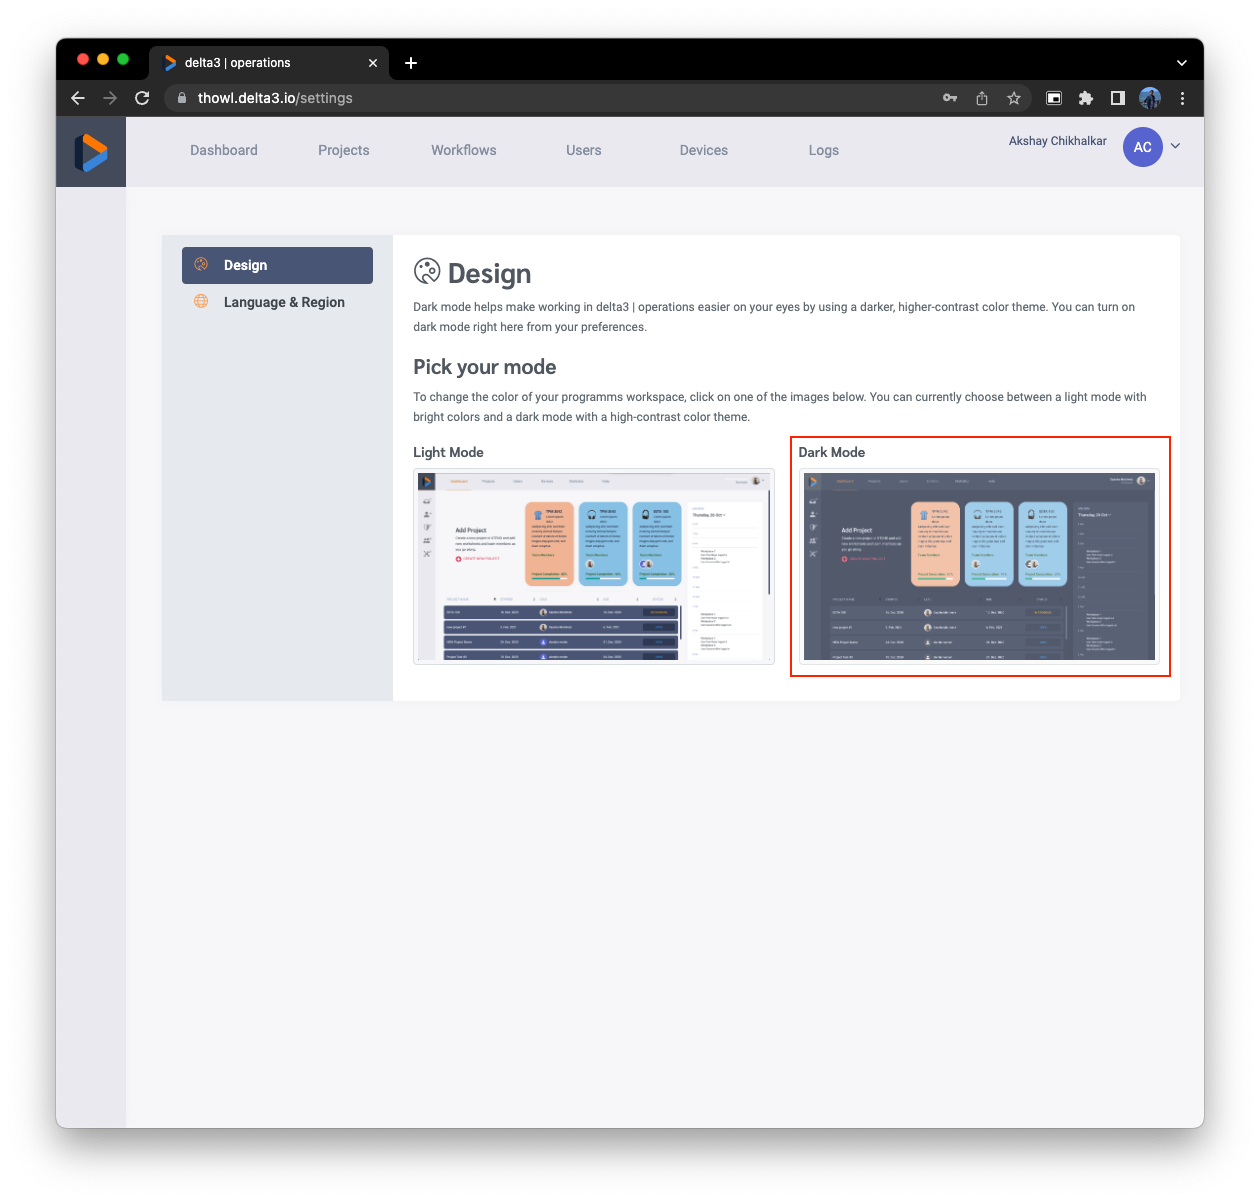 delta3 | operations
thowl.delta3.io/settings
Dashboard
Projects
Workflows
Users
Devices
Logs
Akshay Chikhalkar
AC
Design
Language & Region
Design
Dark mode helps make working in delta3 | operations easier on your eyes by using a darker, higher-contrast color theme. You can turn on
dark mode right here from your preferences.
Pick your mode
To change the color of your programms workspace, click on one of the images below. You can currently choose between a light mode with
bright colors and a dark mode with a high-contrast color theme.
Light Mode
Add Project
Dark Mode
Add Project